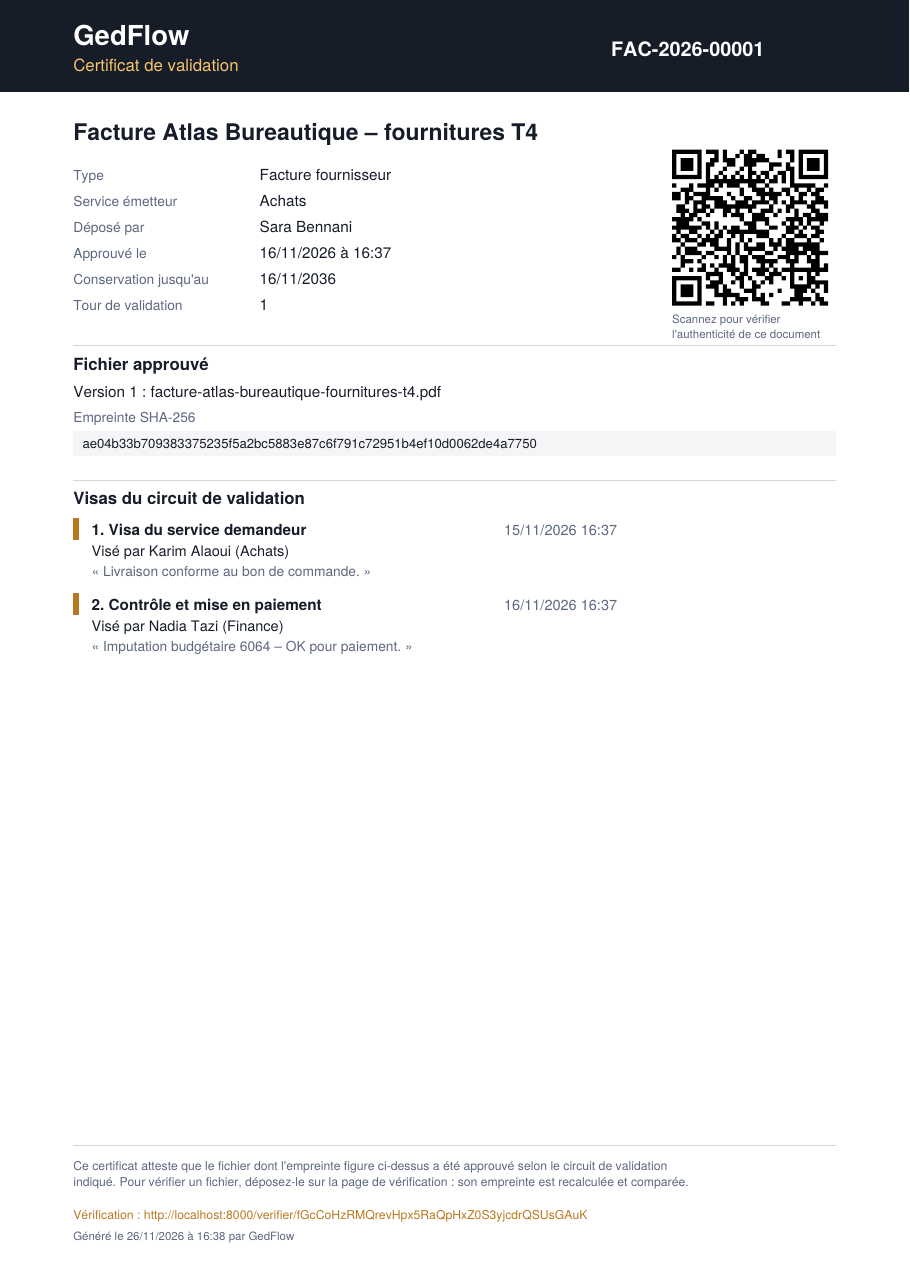 GedFlow
Certificat de validation
FAC-2026-00001
Facture Atlas Bureautique – fournitures T4
Type Facture fournisseur
Service émetteur Achats
Déposé par Sara Bennani
Approuvé le 16/11/2026 à 16:37
Conservation jusqu'au 16/11/2036
Tour de validation 1
Scannez pour vérifier
l'authenticité de ce document
Fichier approuvé
Version 1 : facture-atlas-bureautique-fournitures-t4.pdf
Empreinte SHA-256
ae04b33b709383375235f5a2bc5883e87c6f791c72951b4ef10d0062de4a7750
Visas du circuit de validation
1. Visa du service demandeur 15/11/2026 16:37
Visé par Karim Alaoui (Achats)
« Livraison conforme au bon de commande. »
2. Contrôle et mise en paiement 16/11/2026 16:37
Visé par Nadia Tazi (Finance)
« Imputation budgétaire 6064 – OK pour paiement. »
Ce certificat atteste que le fichier dont l'empreinte figure ci-dessus a été approuvé selon le circuit de validation
indiqué. Pour vérifier un fichier, déposez-le sur la page de vérification : son empreinte est recalculée et comparée.
Vérification : http://localhost:8000/verifier/fGcCoHzRMQrevHpx5RaQpHxZ0S3yjcdrQSUsGAuK
Généré le 26/11/2026 à 16:38 par GedFlow